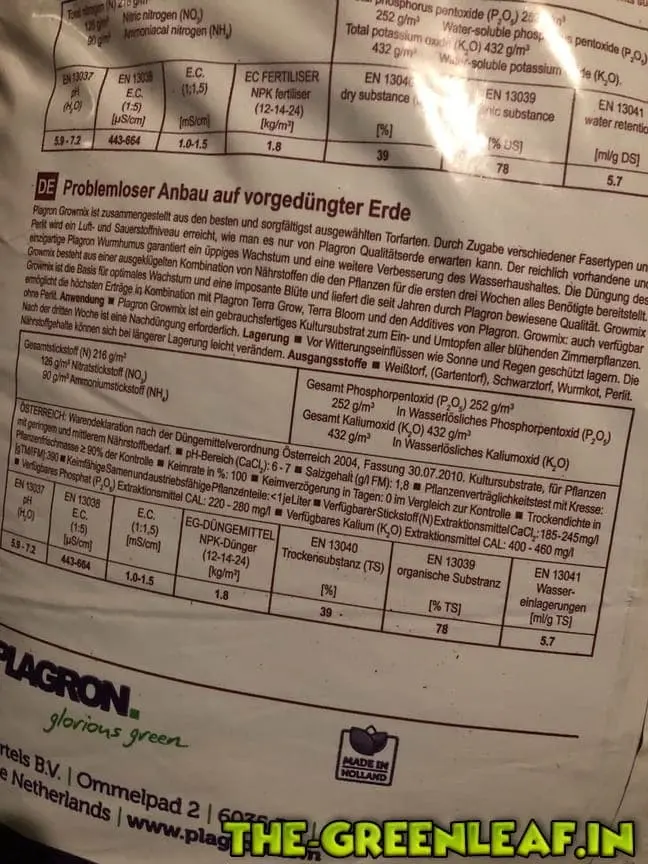 Total nitrogen (N) 216 g/m³
126 g/m³ Nitric nitrogen (NO₃)
90 g/m³ Ammoniacal nitrogen (NH₄)
phosphorus pentoxide (P₂O₅) 252 g/m³
252 g/m³ Water-soluble phosphorus pentoxide (P₂O₅)
Total potassium oxide (K₂O) 432 g/m³
432 g/m³ Water-soluble potassium (K₂O).
EN 13037
pH
(H₂O)
5.9 - 7.2
EN 13038
E.C.
(1:5)
[µS/cm]
443-664
E.C.
(1:1,5)
[mS/cm]
1.0-1.5
EC FERTILISER
NPK fertiliser
(12-14-24)
[kg/m³]
1.8
EN 13040
dry substance
[%]
39
EN 13039
substance
[% DS]
78
EN 13041
water retentio
[ml/g DS]
5.7
DE Problemloser Anbau auf vorgedüngter Erde
Plagron Growmix ist zusammengestellt aus den besten und sorgfältigst ausgewählten Torfarten. Durch Zugabe verschiedener Fasertypen un
Perlit wird ein Luft- und Sauerstoffniveau erreicht, wie man es nur von Plagron Qualitätserde erwarten kann. Der reichlich vorhandene und
einzigartige Plagron Wurmhumus garantiert ein üppiges Wachstum und eine weitere Verbesserung des Wasserhaushaltes. Die Düngung des
Growmix besteht aus einer ausgeklügelten Kombination von Nährstoffen die den Pflanzen für die ersten drei Wochen alles Benötigte bereitstellt.
Growmix ist die Basis für optimales Wachstum und eine imposante Blüte und liefert die seit Jahren durch Plagron bewiesene Qualität. Growmix
ermöglicht die höchsten Erträge in Kombination mit Plagron Terra Grow, Terra Bloom und den Additives von Plagron. Growmix: auch verfügbar
ohne Perlit. Anwendung ■ Plagron Growmix ist ein gebrauchsfertiges Kultursubstrat zum Ein- und Umtopfen aller blühenden Zimmerpflanzen.
Nach der dritten Woche ist eine Nachdüngung erforderlich. Lagerung ■ Vor Witterungseinflüssen wie Sonne und Regen geschützt lagern. Die
Nährstoffgehalte können sich bei längerer Lagerung leicht verändern. Ausgangsstoffe ■ Weißtorf, (Gartentorf), Schwarztorf, Wurmkot, Perlit.
Gesamtstickstoff (N) 216 g/m³
126 g/m³ Nitratstickstoff (NO₃)
90 g/m³ Ammoniumstickstoff (NH₄)
Gesamt Phosphorpentoxid (P₂O₅) 252 g/m³
252 g/m³ In Wasserlösliches Phosphorpentoxid (P₂O₅)
Gesamt Kaliumoxid (K₂O) 432 g/m³
432 g/m³ In Wasserlösliches Kaliumoxid (K₂O)
ÖSTERREICH: Warendeklaration nach der Düngemittelverordnung Österreich 2004, Fassung 30.07.2010. Kultursubstrate, für Pflanzen
mit geringem und mittlerem Nährstoffbedarf. ■ pH-Bereich (CaCl₂): 6 - 7 ■ Salzgehalt (g/l FM): 1,8 ■ Pflanzenverträglichkeitstest mit Kresse:
Pflanzenfrischmasse ≥ 90% der Kontrolle ■ Keimrate in %: 100 ■ Keimverzögerung in Tagen: 0 im Vergleich zur Kontrolle ■ Trockendichte in
[gTM/lFM]: 390 ■ Keimfähige Samen und austriebsfähige Pflanzenteile: <1 je Liter ■ Verfügbarer Stickstoff (N) Extraktionsmittel CaCl₂: 185-245 mg/l
■ Verfügbares Phosphat (P₂O₅) Extraktionsmittel CAL: 220 - 280 mg/l ■ Verfügbares Kalium (K₂O) Extraktionsmittel CAL: 400 - 460 mg/l
EN 13037
pH
(H₂O)
5.9 - 7.2
EN 13038
E.C.
(1:5)
[µS/cm]
443-664
E.C.
(1:1,5)
[mS/cm]
1.0-1.5
EG-DÜNGEMITTEL
NPK-Dünger
(12-14-24)
[kg/m³]
1.8
EN 13040
Trockensubstanz (TS)
[%]
39
EN 13039
organische Substranz
[% TS]
78
EN 13041
Wasser-
einlagerungen
[ml/g TS]
5.7
PLAGRON.
glorious green
MADE IN
HOLLAND
rtels B.V. | Ommelpad 2 |
e Netherlands | www.plag
THE-GREENLEAF.IN